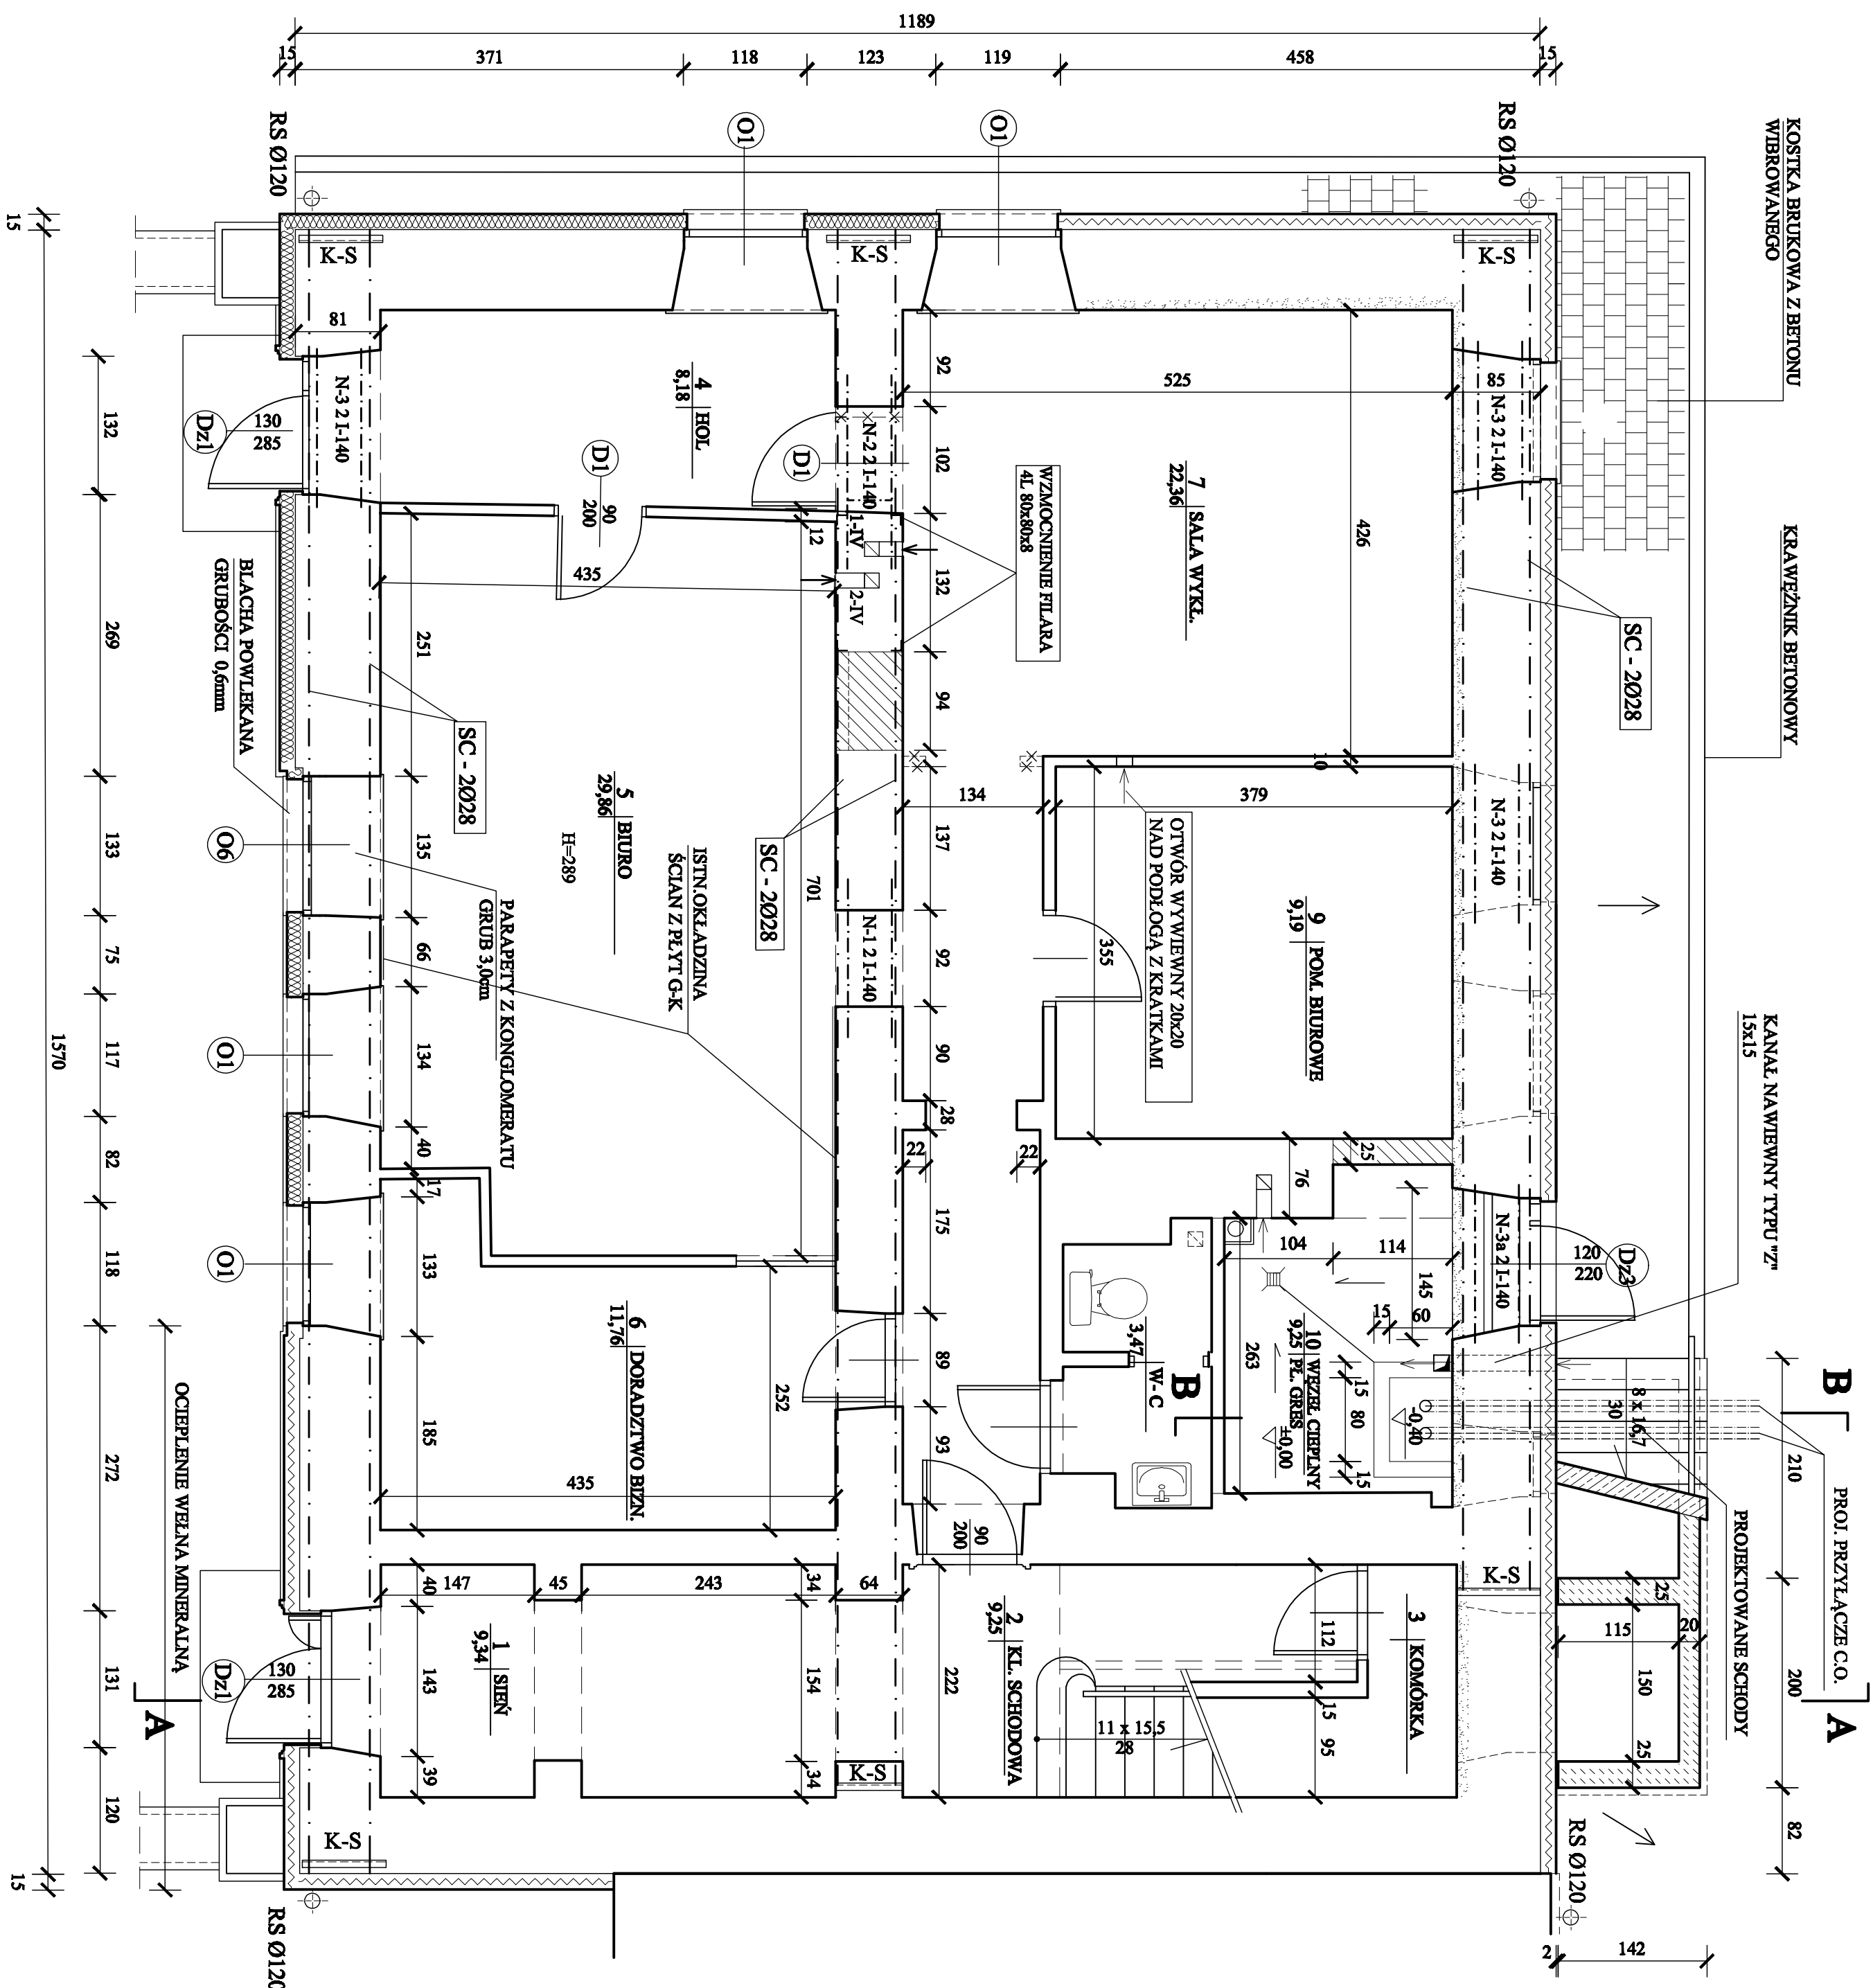 1189
15
371
118
123
119
458
15
RS Ø120
O1
O1
RS Ø120
KOSTKA BRUKOWA Z BETONU
WIBROWANEGO
KRAWĘŻNIK BETONOWY
KANAŁ NAWIEWNY TYPU "Z"
15x15
PROJ. PRZYŁĄCZE C.O.
PROJEKTOWANE SCHODY
B
A
K-S
K-S
K-S
81
N-3 2 I-140
Dz1
130
285
4
HOL
8,18
D1
90
200
D1
N-2 2 I-140
1-IV
2-IV
12
92
102
132
94
137
92
90
28
175
89
93
525
85
N-3 2 I-140
7
SALA WYKŁ.
22,36
426
WZMOCNIENIE FILARA
4L 80x80x8
SC - 2Ø28
10
134
379
OTWÓR WYWIEWNY 20x20
NAD PODŁOGĄ Z KRATKAMI
9
POM. BIUROWE
9,19
355
N-3 2 I-140
BLACHA POWLEKANA
GRUBOŚCI 0,6mm
435
251
135
66
134
40
17
133
185
SC - 2Ø28
5
BIURO
29,86
H=289
701
SC - 2Ø28
ISTN.OKŁADZINA
ŚCIAN Z PŁYT G-K
PARAPETY Z KONGLOMERATU
GRUB 3,0cm
N-1 2 I-140
22
22
76
25
104
114
145
15
60
263
15
80
15
-0,40
±0,00
10
WĘZEŁ CIEPLNY
9,25
PŁ. GRES
N-3a 2 I-140
120
220
Dz3
3,47
W-C
B
8 x 16,7
30
6
DORADZTWO BIZN.
11,76
252
435
90
200
O6
O1
O1
OCIEPLENIE WEŁNA MINERALNĄ
40
147
45
243
34
64
K-S
1
SIEŃ
9,34
143
39
154
34
K-S
K-S
2
KL. SCHODOWA
9,25
222
11 x 15,5
28
3
KOMÓRKA
112
15
95
25
115
20
150
25
Dz1
130
285
A
132
269
133
75
117
82
118
272
131
120
15
1570
15
210
200
82
RS Ø120
RS Ø120
2
142